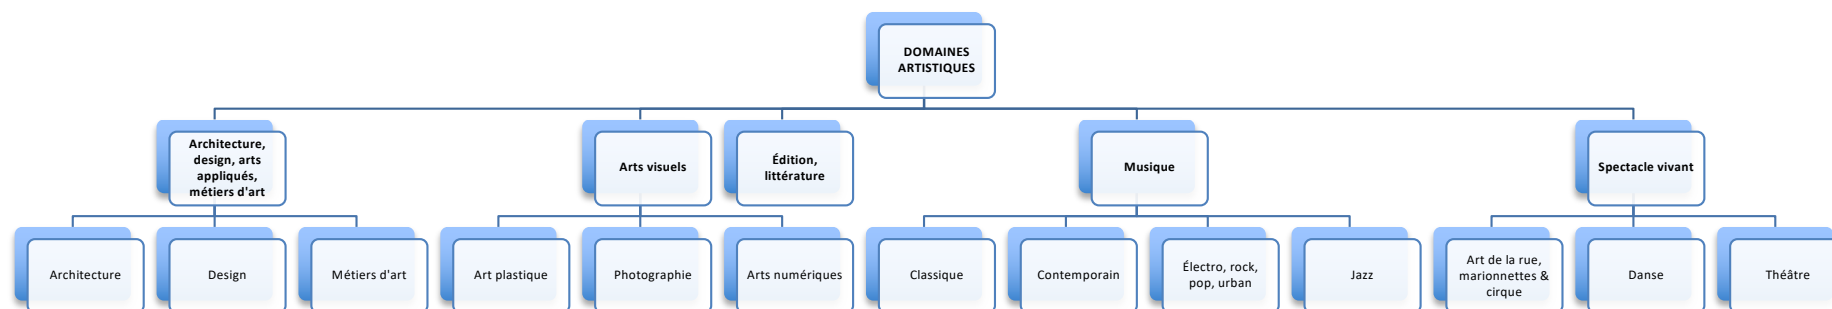 DOMAINES
ARTISTIQUES
Architecture,
design, arts
appliqués,
métiers d'art
Arts visuels
Édition,
littérature
Musique
Spectacle vivant
Architecture
Design
Métiers d'art
Art plastique
Photographie
Arts numériques
Classique
Contemporain
Électro, rock,
pop, urban
Jazz
Art de la rue,
marionnettes &
cirque
Danse
Théâtre